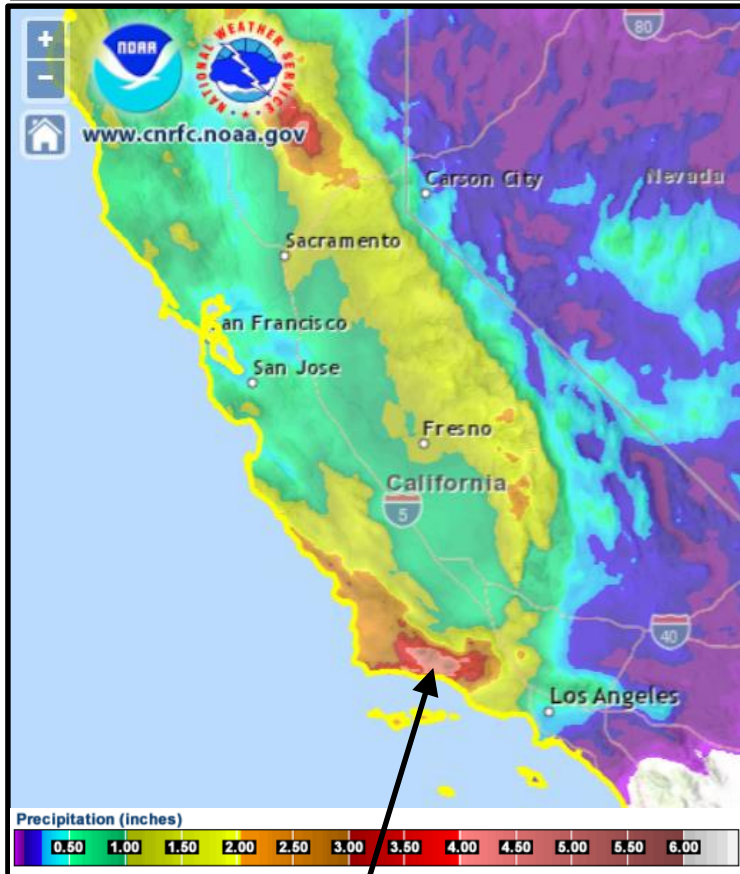 +
−
NOAA
NATIONAL WEATHER SERVICE
www.cnrfc.noaa.gov
80
Carson City
Nevada
Sacramento
an Francisco
San Jose
Fresno
California
5
40
Los Angeles
Precipitation (inches)
0.50 1.00 1.50 2.00 2.50 3.00 3.50 4.00 4.50 5.00 5.50 6.00